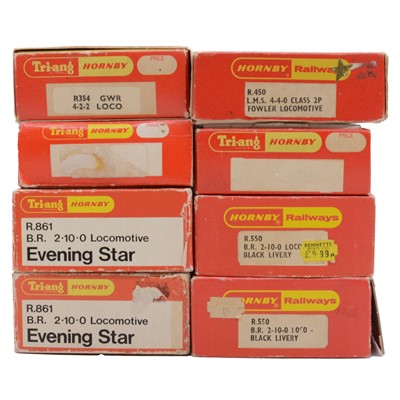 Tri-ang HORNBY
PRICE
R354 GWR
4-2-2 LOCO
Tri-ang HORNBY
Tri-ang HORNBY
R.861
B.R. 2-10-0 Locomotive
Evening Star
Tri-ang HORNBY
R.861
B.R. 2-10-0 Locomotive
Evening Star
HORNBY Railways
R.450
L.M.S. 4-4-0 CLASS 2P
FOWLER LOCOMOTIVE
Tri-ang HORNBY
PRICE
HORNBY Railways
R.550
B.R. 2-10-0 LOCO
BLACK LIVERY
BENNETTS
HORNBY Railways
R.550
B.R. 2-10-0 LOCO -
BLACK LIVERY